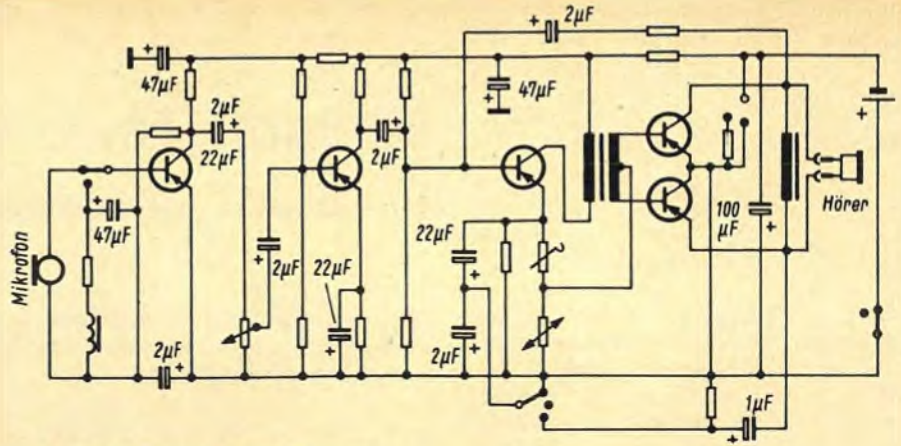 2µF
+
+
47µF
+
47µF
2µF
+
22µF
+
2µF
+
+
47µF
Mikrofon
+
2µF
22µF
+
22µF
+
2µF
+
100
µF
+
Hörer
2µF
+
1µF
+